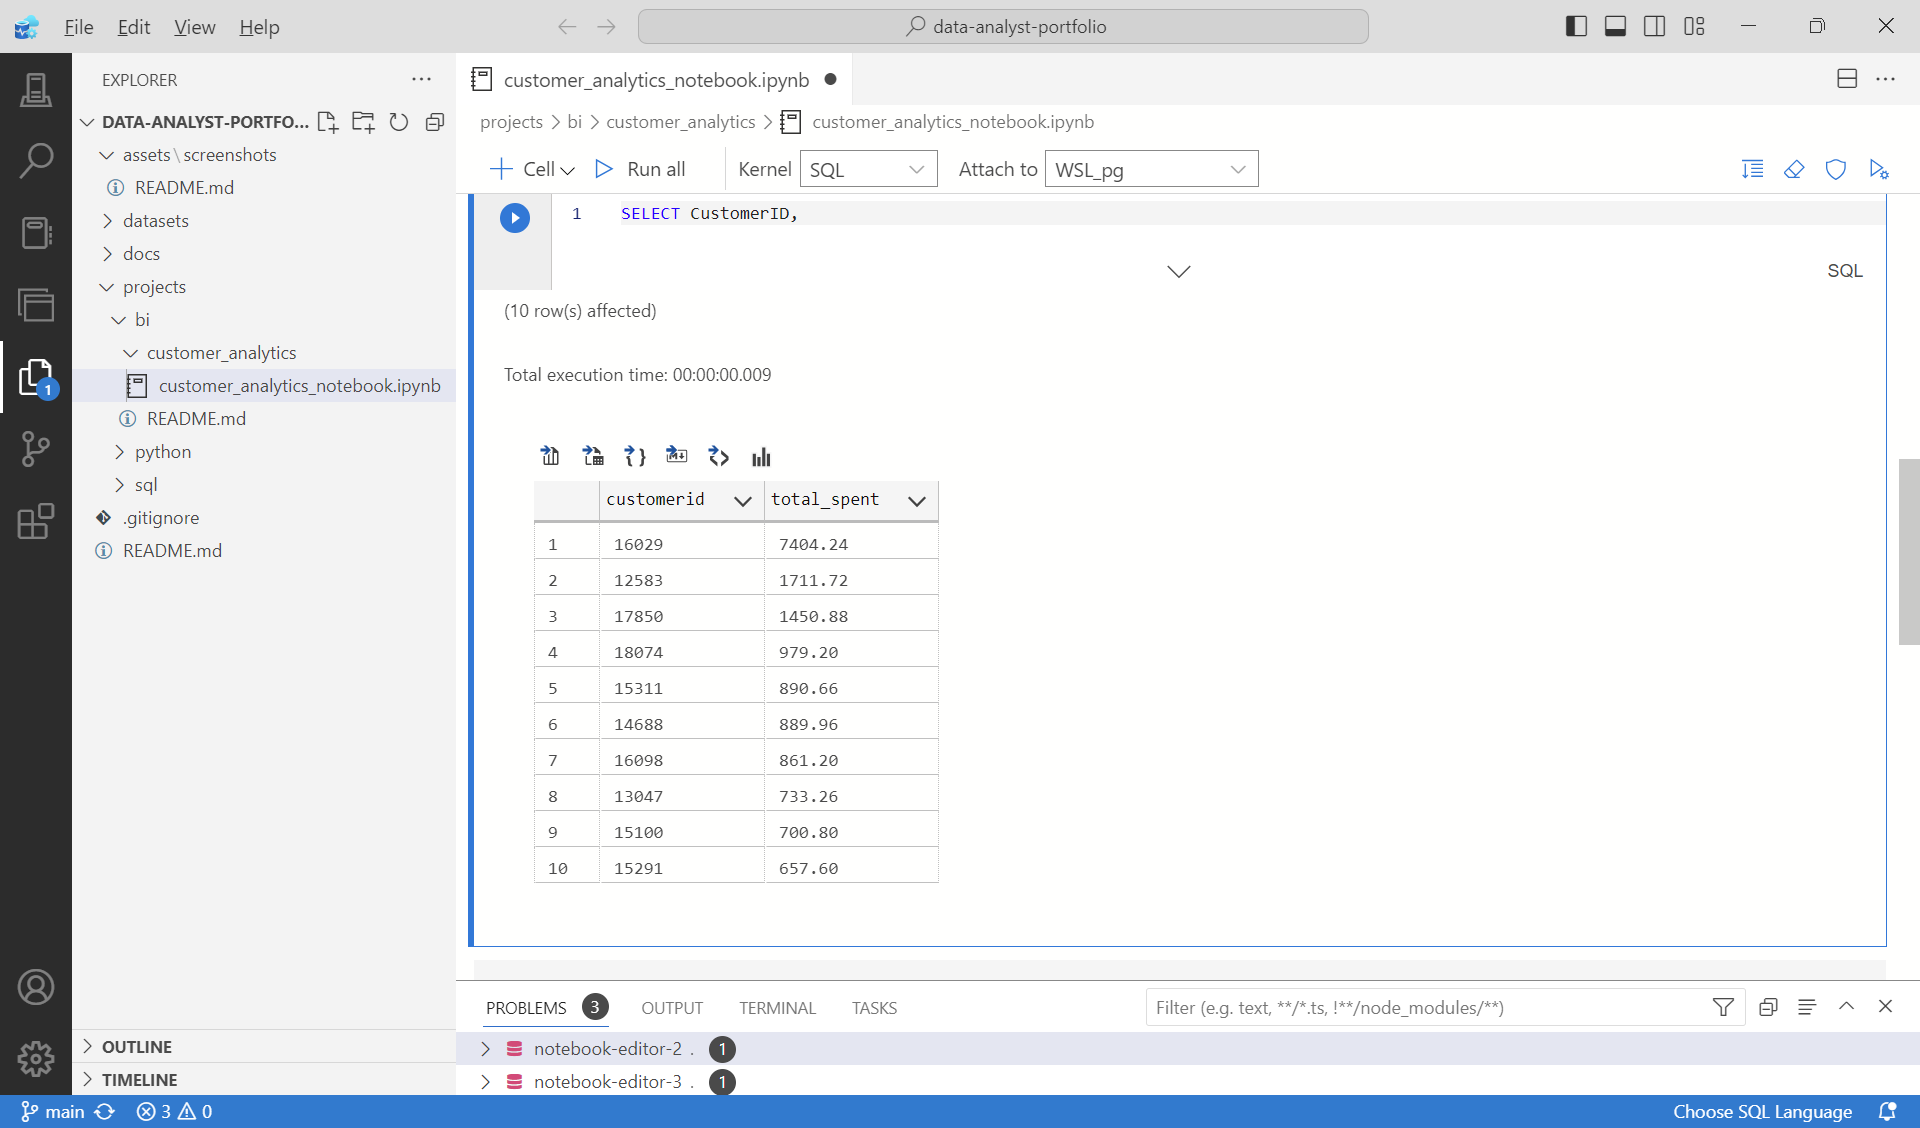 File Edit View Help
data-analyst-portfolio
EXPLORER
DATA-ANALYST-PORTFO...
assets\screenshots
README.md
datasets
docs
projects
bi
customer_analytics
customer_analytics_notebook.ipynb
README.md
python
sql
.gitignore
README.md
OUTLINE
TIMELINE
1
customer_analytics_notebook.ipynb
projects > bi > customer_analytics > customer_analytics_notebook.ipynb
Cell Run all Kernel SQL Attach to WSL_pg
1 SELECT CustomerID,
SQL
(10 row(s) affected)
Total execution time: 00:00:00.009
customerid total_spent
1 16029 7404.24
2 12583 1711.72
3 17850 1450.88
4 18074 979.20
5 15311 890.66
6 14688 889.96
7 16098 861.20
8 13047 733.26
9 15100 700.80
10 15291 657.60
PROBLEMS 3 OUTPUT TERMINAL TASKS Filter (e.g. text, **/*.ts, !**/node_modules/**)
notebook-editor-2 . 1
notebook-editor-3 . 1
main 3 0 Choose SQL Language